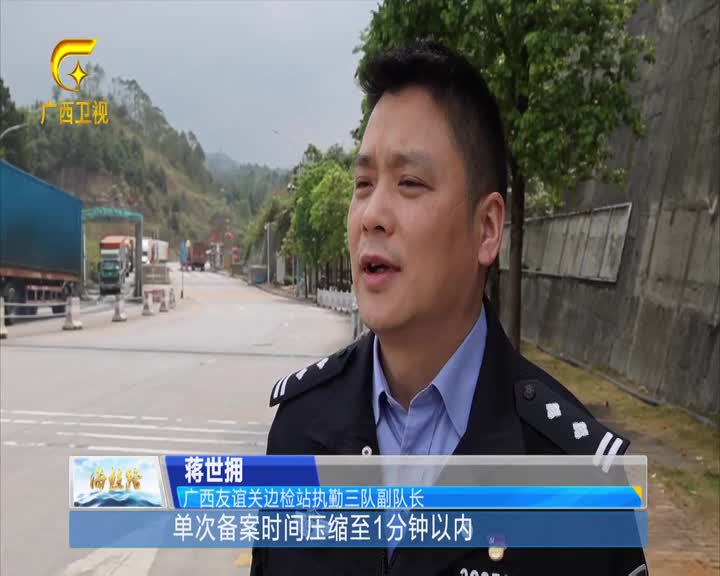 广西卫视
海丝路
蒋世拥
广西友谊关边检站执勤三队副队长
单次备案时间压缩至1分钟以内